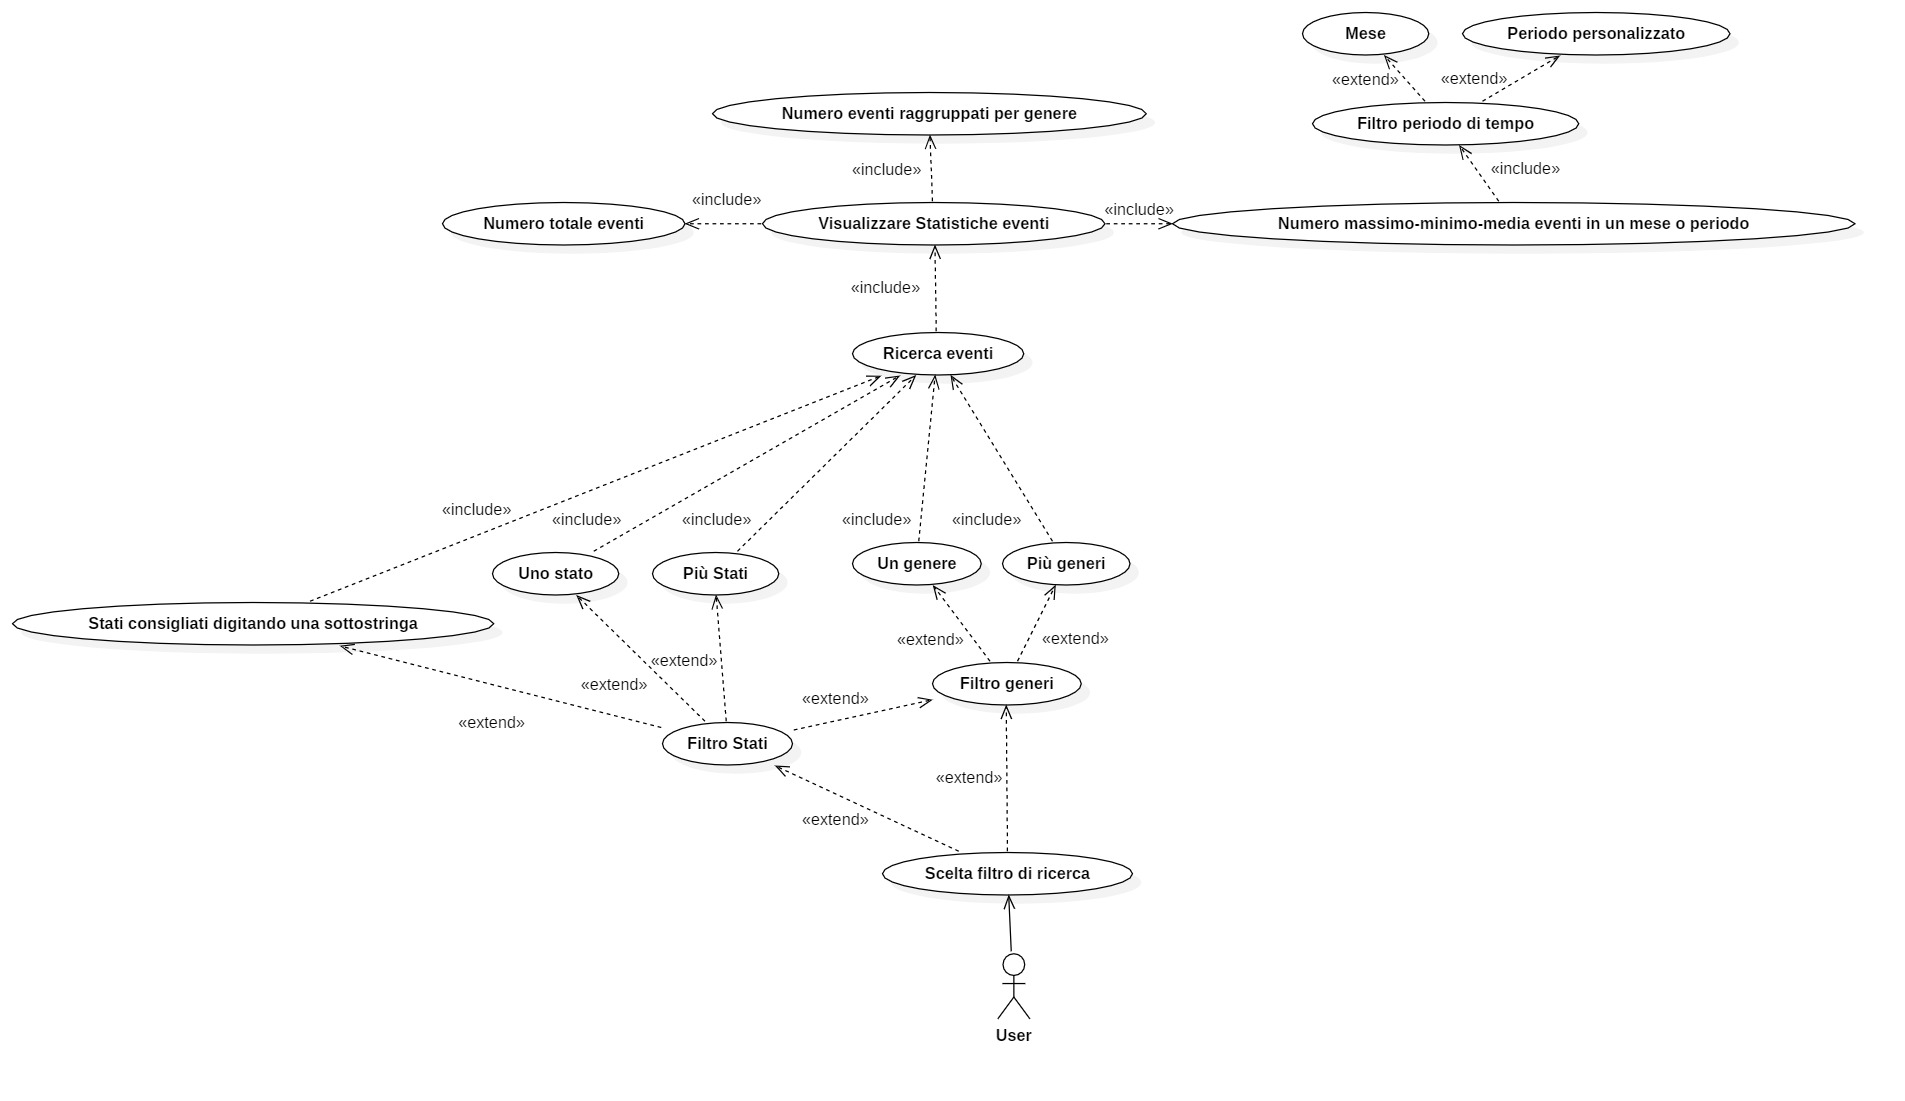 Mese
Periodo personalizzato
«extend»
«extend»
Numero eventi raggruppati per genere
Filtro periodo di tempo
«include»
«include»
«include»
«include»
Numero totale eventi
Visualizzare Statistiche eventi
Numero massimo-minimo-media eventi in un mese o periodo
«include»
Ricerca eventi
«include»
«include»
«include»
«include»
«include»
Uno stato
Più Stati
Un genere
Più generi
Stati consigliati digitando una sottostringa
«extend»
«extend»
«extend»
«extend»
Filtro generi
«extend»
«extend»
Filtro Stati
«extend»
«extend»
Scelta filtro di ricerca
User